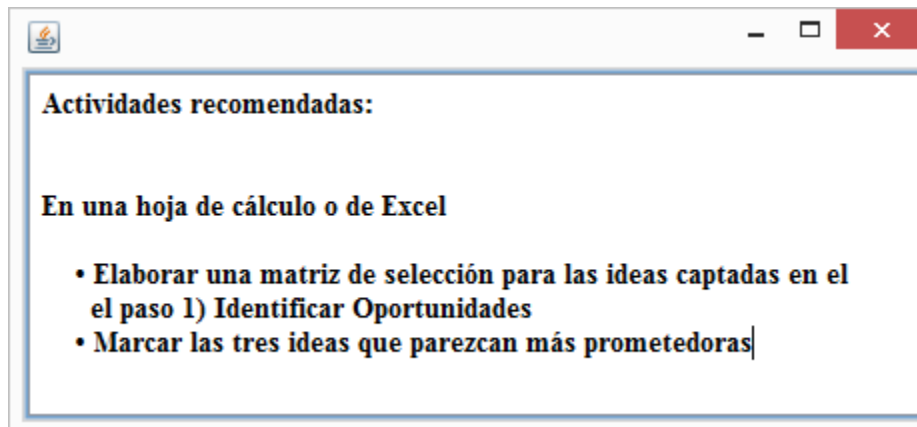 Actividades recomendadas:
En una hoja de cálculo o de Excel
• Elaborar una matriz de selección para las ideas captadas en el
el paso 1) Identificar Oportunidades
• Marcar las tres ideas que parezcan más prometedoras